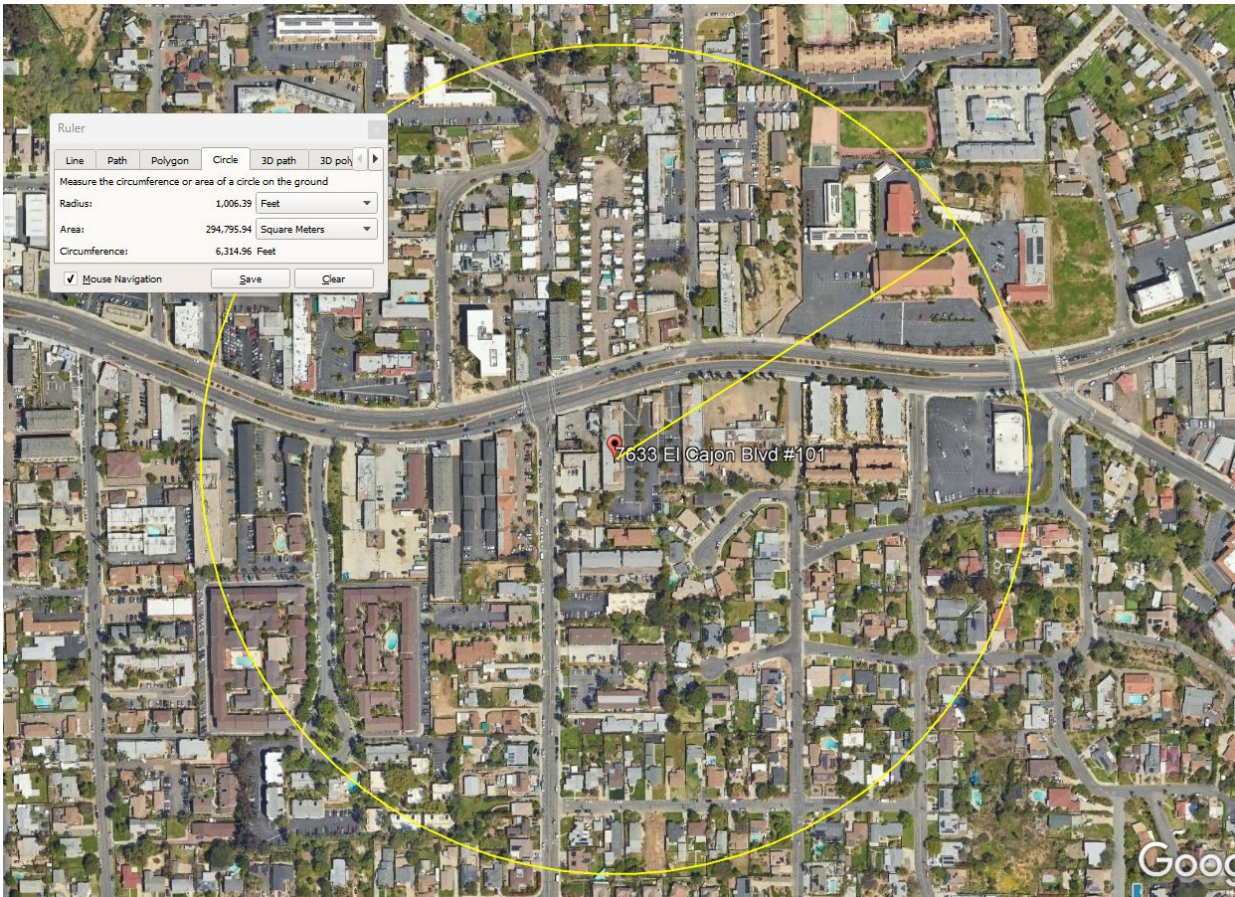 Ruler
Line Path Polygon Circle 3D path 3D poly
Measure the circumference or area of a circle on the ground
Radius: 1,006.39 Feet
Area: 294,795.94 Square Meters
Circumference: 6,314.96 Feet
Mouse Navigation Save Clear
7633 El Cajon Blvd #101
Goog